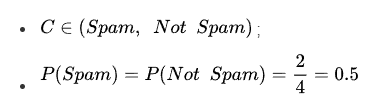 • C ∈ (Spam, Not Spam) ;
• P(Spam) = P(Not Spam) = 2/4 = 0.5